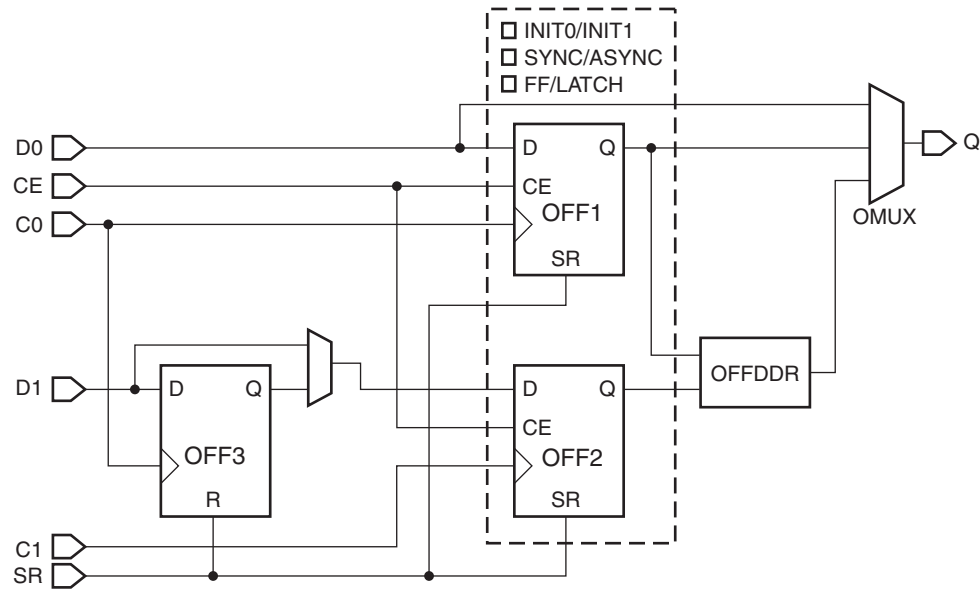 INIT0/INIT1
SYNC/ASYNC
FF/LATCH
D0
D
Q
Q
CE
CE
C0
OFF1
OMUX
SR
D1
D
Q
D
Q
OFFDDR
CE
OFF3
OFF2
R
SR
C1
SR